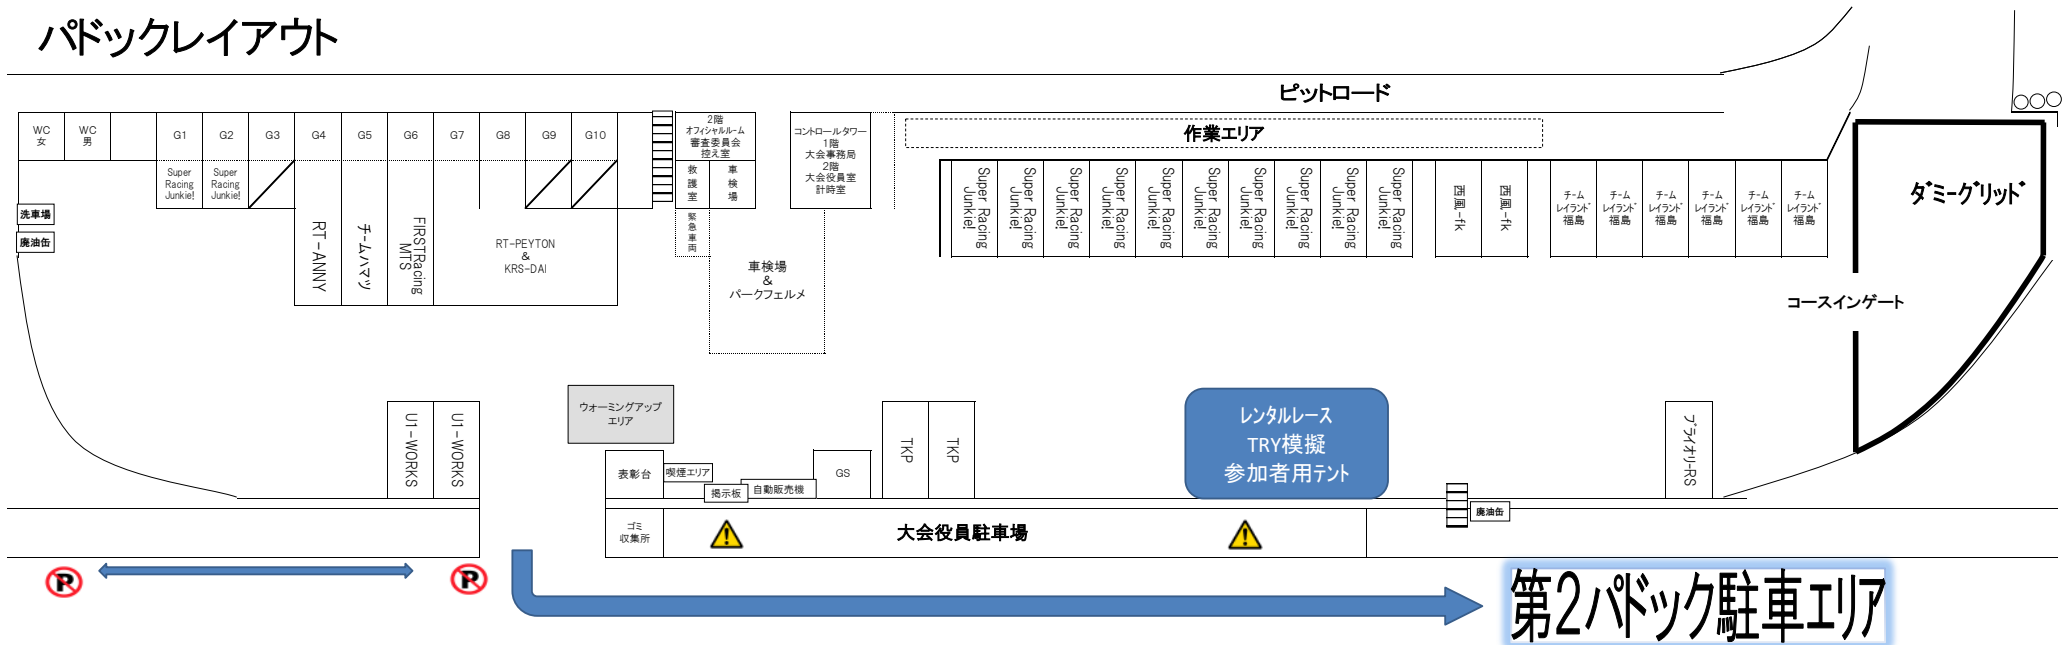 パドックレイアウト
ピットロード
WC
女
WC
男
G1
G2
G3
G4
G5
G6
G7
G8
G9
G10
2階
オフィシャルルーム
審査委員会
控え室
コントロールタワー
1階
大会事務局
2階
大会役員室
計時室
作業エリア
Super
Racing
Junkie!
Super
Racing
Junkie!
救護室
車検場
Super Racing
Junkie!
Super Racing
Junkie!
Super Racing
Junkie!
Super Racing
Junkie!
Super Racing
Junkie!
Super Racing
Junkie!
Super Racing
Junkie!
Super Racing
Junkie!
Super Racing
Junkie!
Super Racing
Junkie!
西風-fk
西風-fk
チーム
レイランド
福島
チーム
レイランド
福島
チーム
レイランド
福島
チーム
レイランド
福島
チーム
レイランド
福島
チーム
レイランド
福島
ダミーグリッド
洗車場
廃油缶
RT-ANNY
チームハマツ
FIRSTRacing
MTS
RT-PEYTON
&
KRS-DAI
緊急車両
車検場
&
パークフェルメ
コースインゲート
U1-WORKS
U1-WORKS
ウォーミングアップ
エリア
表彰台
喫煙エリア
掲示板
自動販売機
GS
TKP
TKP
レンタルレース
TRY模擬
参加者用テント
プライオリ-RS
廃油缶
ゴミ
収集所
大会役員駐車場
P
P
第2パドック駐車エリア